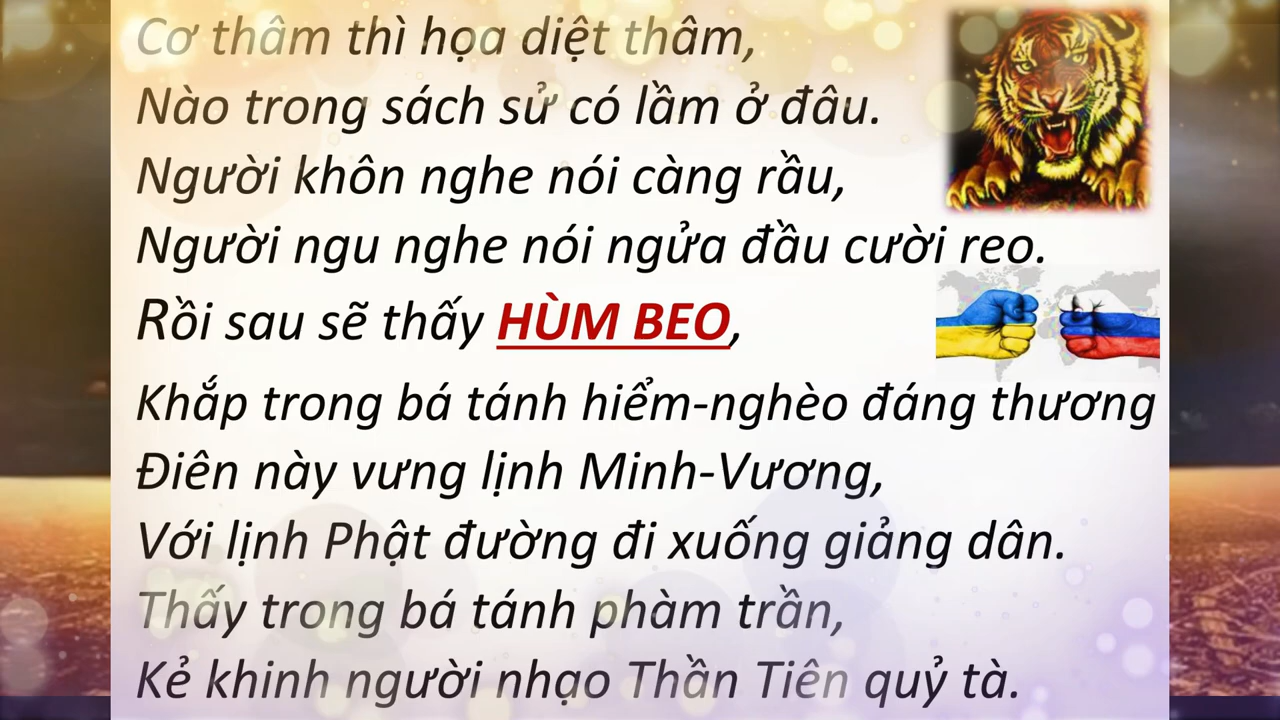 Cơ thâm thì họa diệt thâm,
Nào trong sách sử có lầm ở đâu.
Người khôn nghe nói càng rầu,
Người ngu nghe nói ngửa đầu cười reo.
Rồi sau sẽ thấy HÙM BEO,
Khắp trong bá tánh hiểm-nghèo đáng thương
Điên này vưng lịnh Minh-Vương,
Với lịnh Phật đường đi xuống giảng dân.
Thấy trong bá tánh phàm trần,
Kẻ khinh người nhạo Thần Tiên quỷ tà.